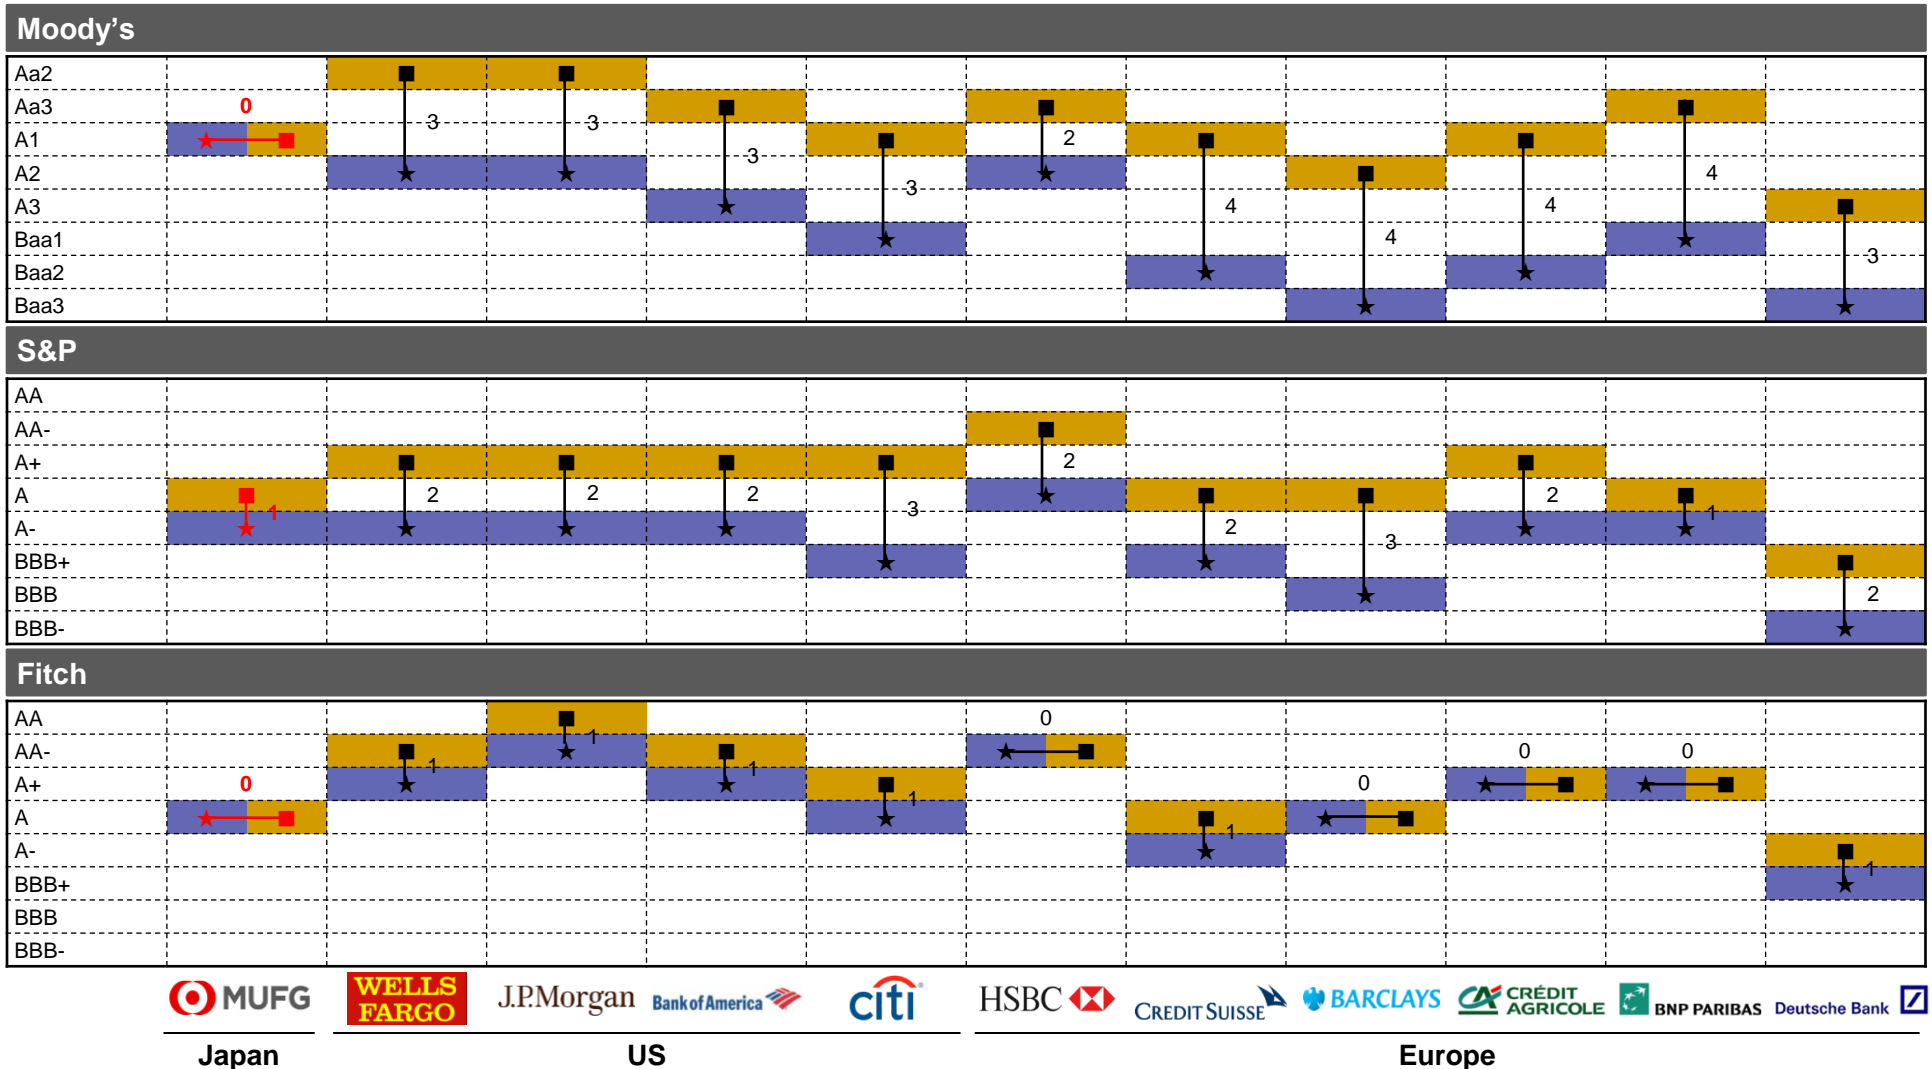 Moody’s
Aa2
Aa3 0
3 3
A1 2
3
A2 3 4
A3 4 4
Baa1 4
Baa2 3
Baa3
S&P
AA
AA-
A+ 2
A 2 2 2 3 2 1
A- 1 2 3
BBB+
BBB 2
BBB-
Fitch
AA 0
1
AA- 1 1 0 0
A+ 0 1 0
A 1
A- 1
BBB+
BBB
BBB-
MUFG WELLS FARGO J.P.Morgan Bank of America citi HSBC CREDIT SUISSE BARCLAYS CRÉDIT AGRICOLE BNP PARIBAS Deutsche Bank
Japan US Europe